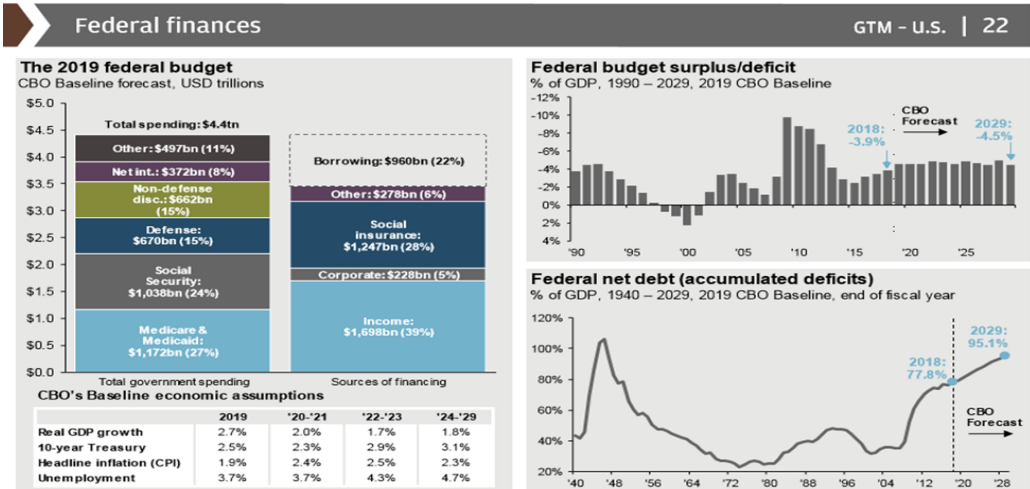 Federal finances
GTM – U.S. | 22
The 2019 federal budget
CBO Baseline forecast, USD trillions
$5.0
$4.5
$4.0
$3.5
$3.0
$2.5
$2.0
$1.5
$1.0
$0.5
$0.0
Total spending: $4.4tn
Other: $497bn (11%)
Net int.: $372bn (8%)
Non-defense
disc.: $662bn
(15%)
Defense:
$670bn (15%)
Social
Security:
$1,038bn (24%)
Medicare &
Medicaid:
$1,172bn (27%)
Borrowing: $960bn (22%)
Other: $278bn (6%)
Social
insurance:
$1,247bn (28%)
Corporate: $228bn (5%)
Income:
$1,698bn (39%)
Total government spending
Sources of financing
CBO's Baseline economic assumptions
2019 '20-'21 '22-'23 '24-'29
Real GDP growth 2.7% 2.0% 1.7% 1.8%
10-year Treasury 2.5% 2.3% 2.9% 3.1%
Headline inflation (CPI) 1.9% 2.4% 2.5% 2.3%
Unemployment 3.7% 3.7% 4.3% 4.7%
Federal budget surplus/deficit
% of GDP, 1990 – 2029, 2019 CBO Baseline
-12%
-10%
-8%
-6%
-4%
-2%
0%
2%
4%
CBO
Forecast
2018:
-3.9%
2029:
-4.5%
'90 '95 '00 '05 '10 '15 '20 '25
Federal net debt (accumulated deficits)
% of GDP, 1940 – 2029, 2019 CBO Baseline, end of fiscal year
120%
100%
80%
60%
40%
20%
2018:
77.8%
2029:
95.1%
CBO
Forecast
'40 '48 '56 '64 '72 '80 '88 '96 '04 '12 '20 '28